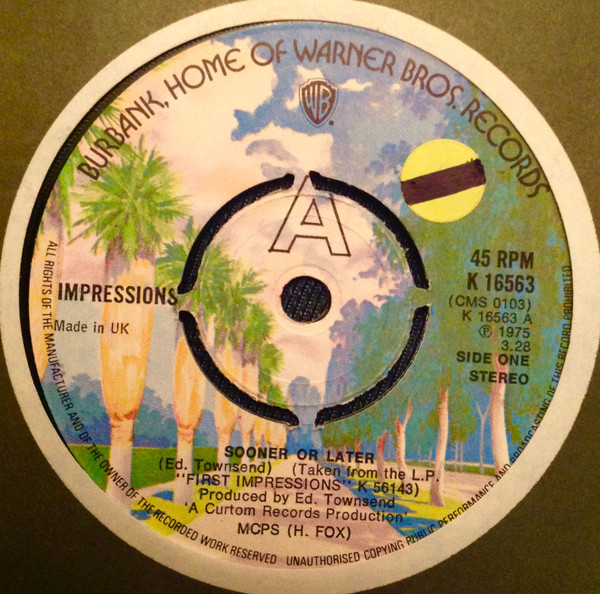 BURBANK, HOME OF WARNER BROS. RECORDS
WB
A
45 RPM
K 16563
(CMS 0103)
K 16563 A
Ⓟ 1975
3.28
SIDE ONE
STEREO
IMPRESSIONS
Made in UK
SOONER OR LATER
(Ed. Townsend) (Taken from the L.P.
"FIRST IMPRESSIONS" K 56143)
Produced by Ed. Townsend
'A Curtom Records Production
MCPS (H. FOX)
ALL RIGHTS OF THE MANUFACTURER AND OF THE OWNER OF THE RECORDED WORK RESERVED · UNAUTHORISED COPYING PUBLIC PERFORMANCE AND BROADCASTING OF THIS RECORD PROHIBITED